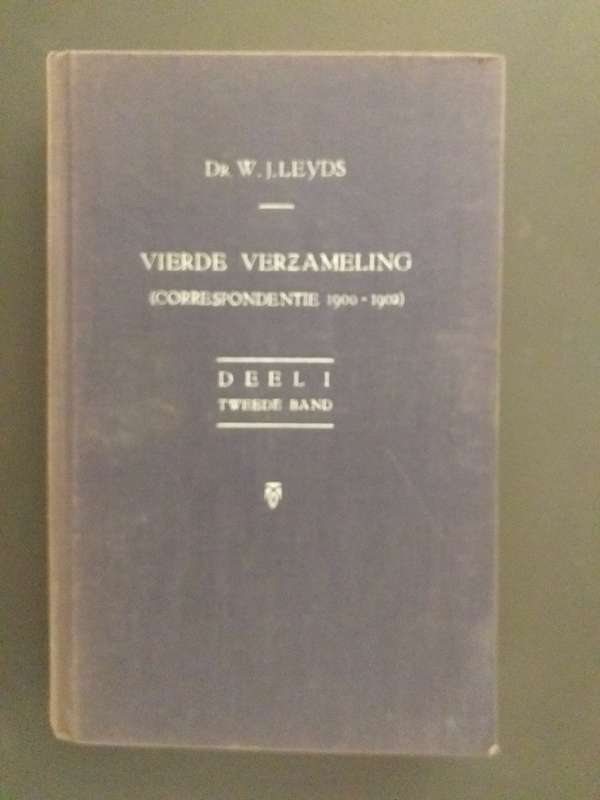 DR. W. J. LEYDS
VIERDE VERZAMELING
(CORRESPONDENTIE 1900-1902)
DEEL I
TWEEDE BAND